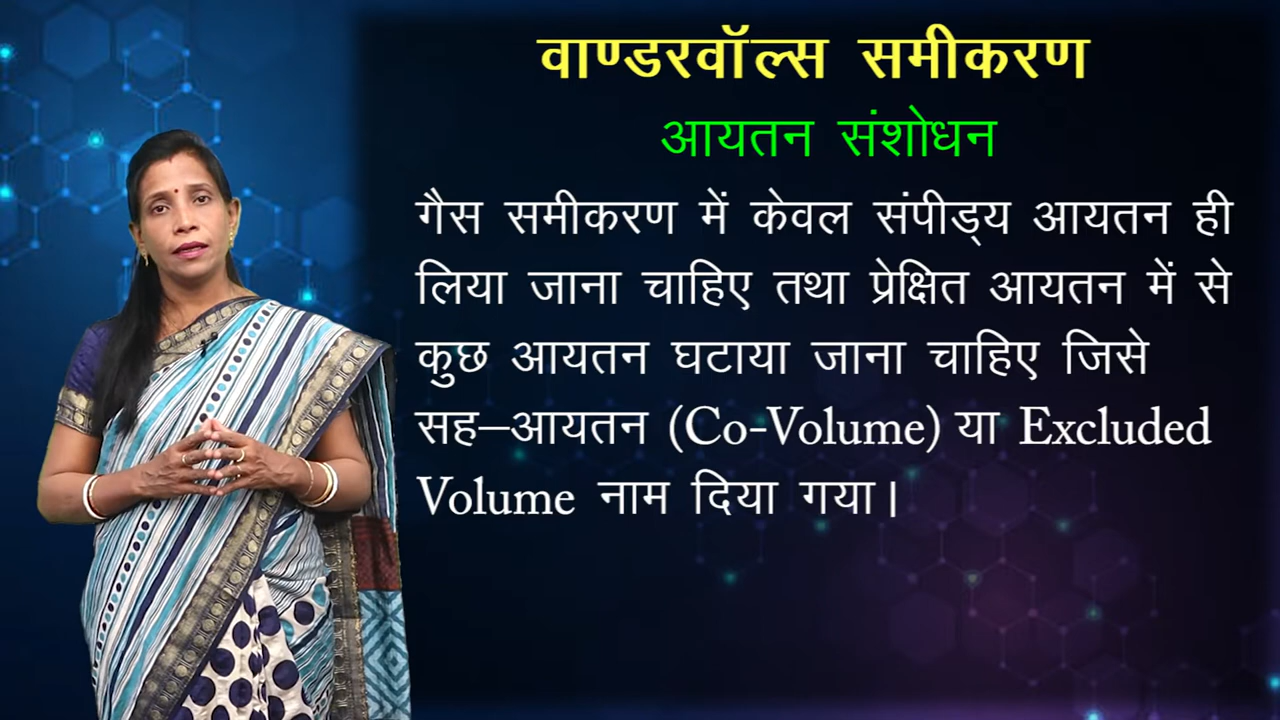 वाण्डरवॉल्स समीकरण
आयतन संशोधन
गैस समीकरण में केवल संपीड्य आयतन ही
लिया जाना चाहिए तथा प्रेक्षित आयतन में से
कुछ आयतन घटाया जाना चाहिए जिसे
सह–आयतन (Co-Volume) या Excluded
Volume नाम दिया गया।